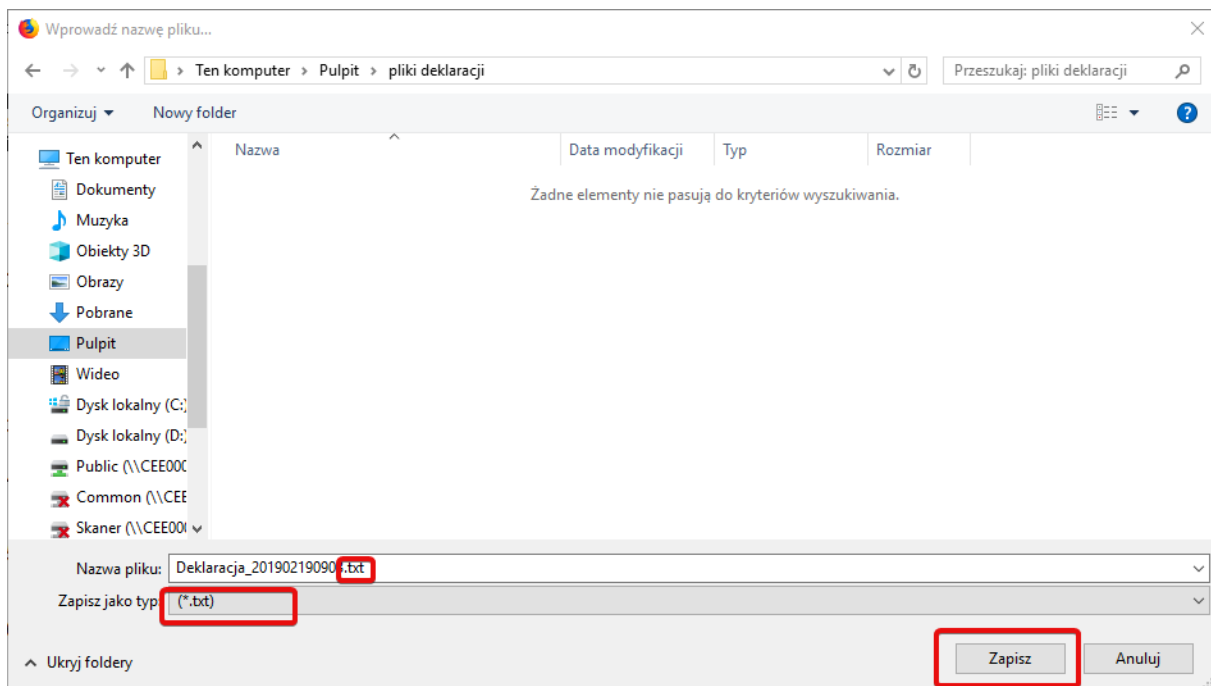 Wprowadź nazwę pliku...
Ten komputer > Pulpit > pliki deklaracji
Przeszukaj: pliki deklaracji
Organizuj
Nowy folder
Nazwa
Data modyfikacji
Typ
Rozmiar
Żadne elementy nie pasują do kryteriów wyszukiwania.
Ten komputer
Dokumenty
Muzyka
Obiekty 3D
Obrazy
Pobrane
Pulpit
Wideo
Dysk lokalny (C:)
Dysk lokalny (D:)
Public (\\CEE000
Common (\\CEE
Skaner (\\CEE00
Nazwa pliku:
.txt
Zapisz jako typ:
(*.txt)
Ukryj foldery
Zapisz
Anuluj